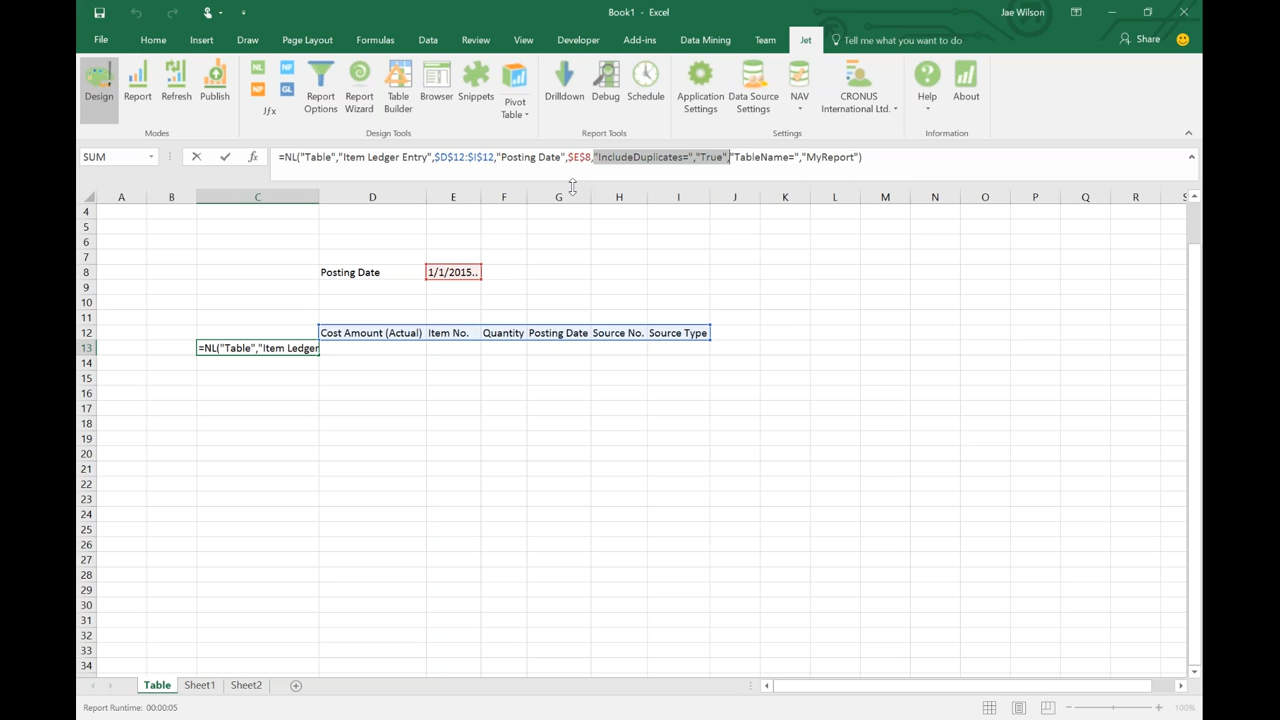 Book1 - Excel
Jae Wilson
File Home Insert Draw Page Layout Formulas Data Review View Developer Add-ins Data Mining Team Jet Tell me what you want to do Share
Design
Report
Refresh
Publish
Modes
NL NF
NP GL
Jfx
Report Options
Report Wizard
Table Builder
Browser
Snippets
Pivot Table
Design Tools
Drilldown
Debug
Schedule
Report Tools
Application Settings
Data Source Settings
NAV
CRONUS International Ltd.
Settings
Help
About
Information
SUM
fx
=NL("Table","Item Ledger Entry",$D$12:$I$12,"Posting Date",$E$8,"IncludeDuplicates=","True","TableName=","MyReport")
A B C D E F G H I J K L M N O P Q R S
4
5
6
7
8 Posting Date 1/1/2015..
9
10
11
12 Cost Amount (Actual) Item No. Quantity Posting Date Source No. Source Type
13 =NL("Table","Item Ledger
14
15
16
17
18
19
20
21
22
23
24
25
26
27
28
29
30
31
32
33
34
Table Sheet1 Sheet2
Report Runtime: 00:00:05
100%